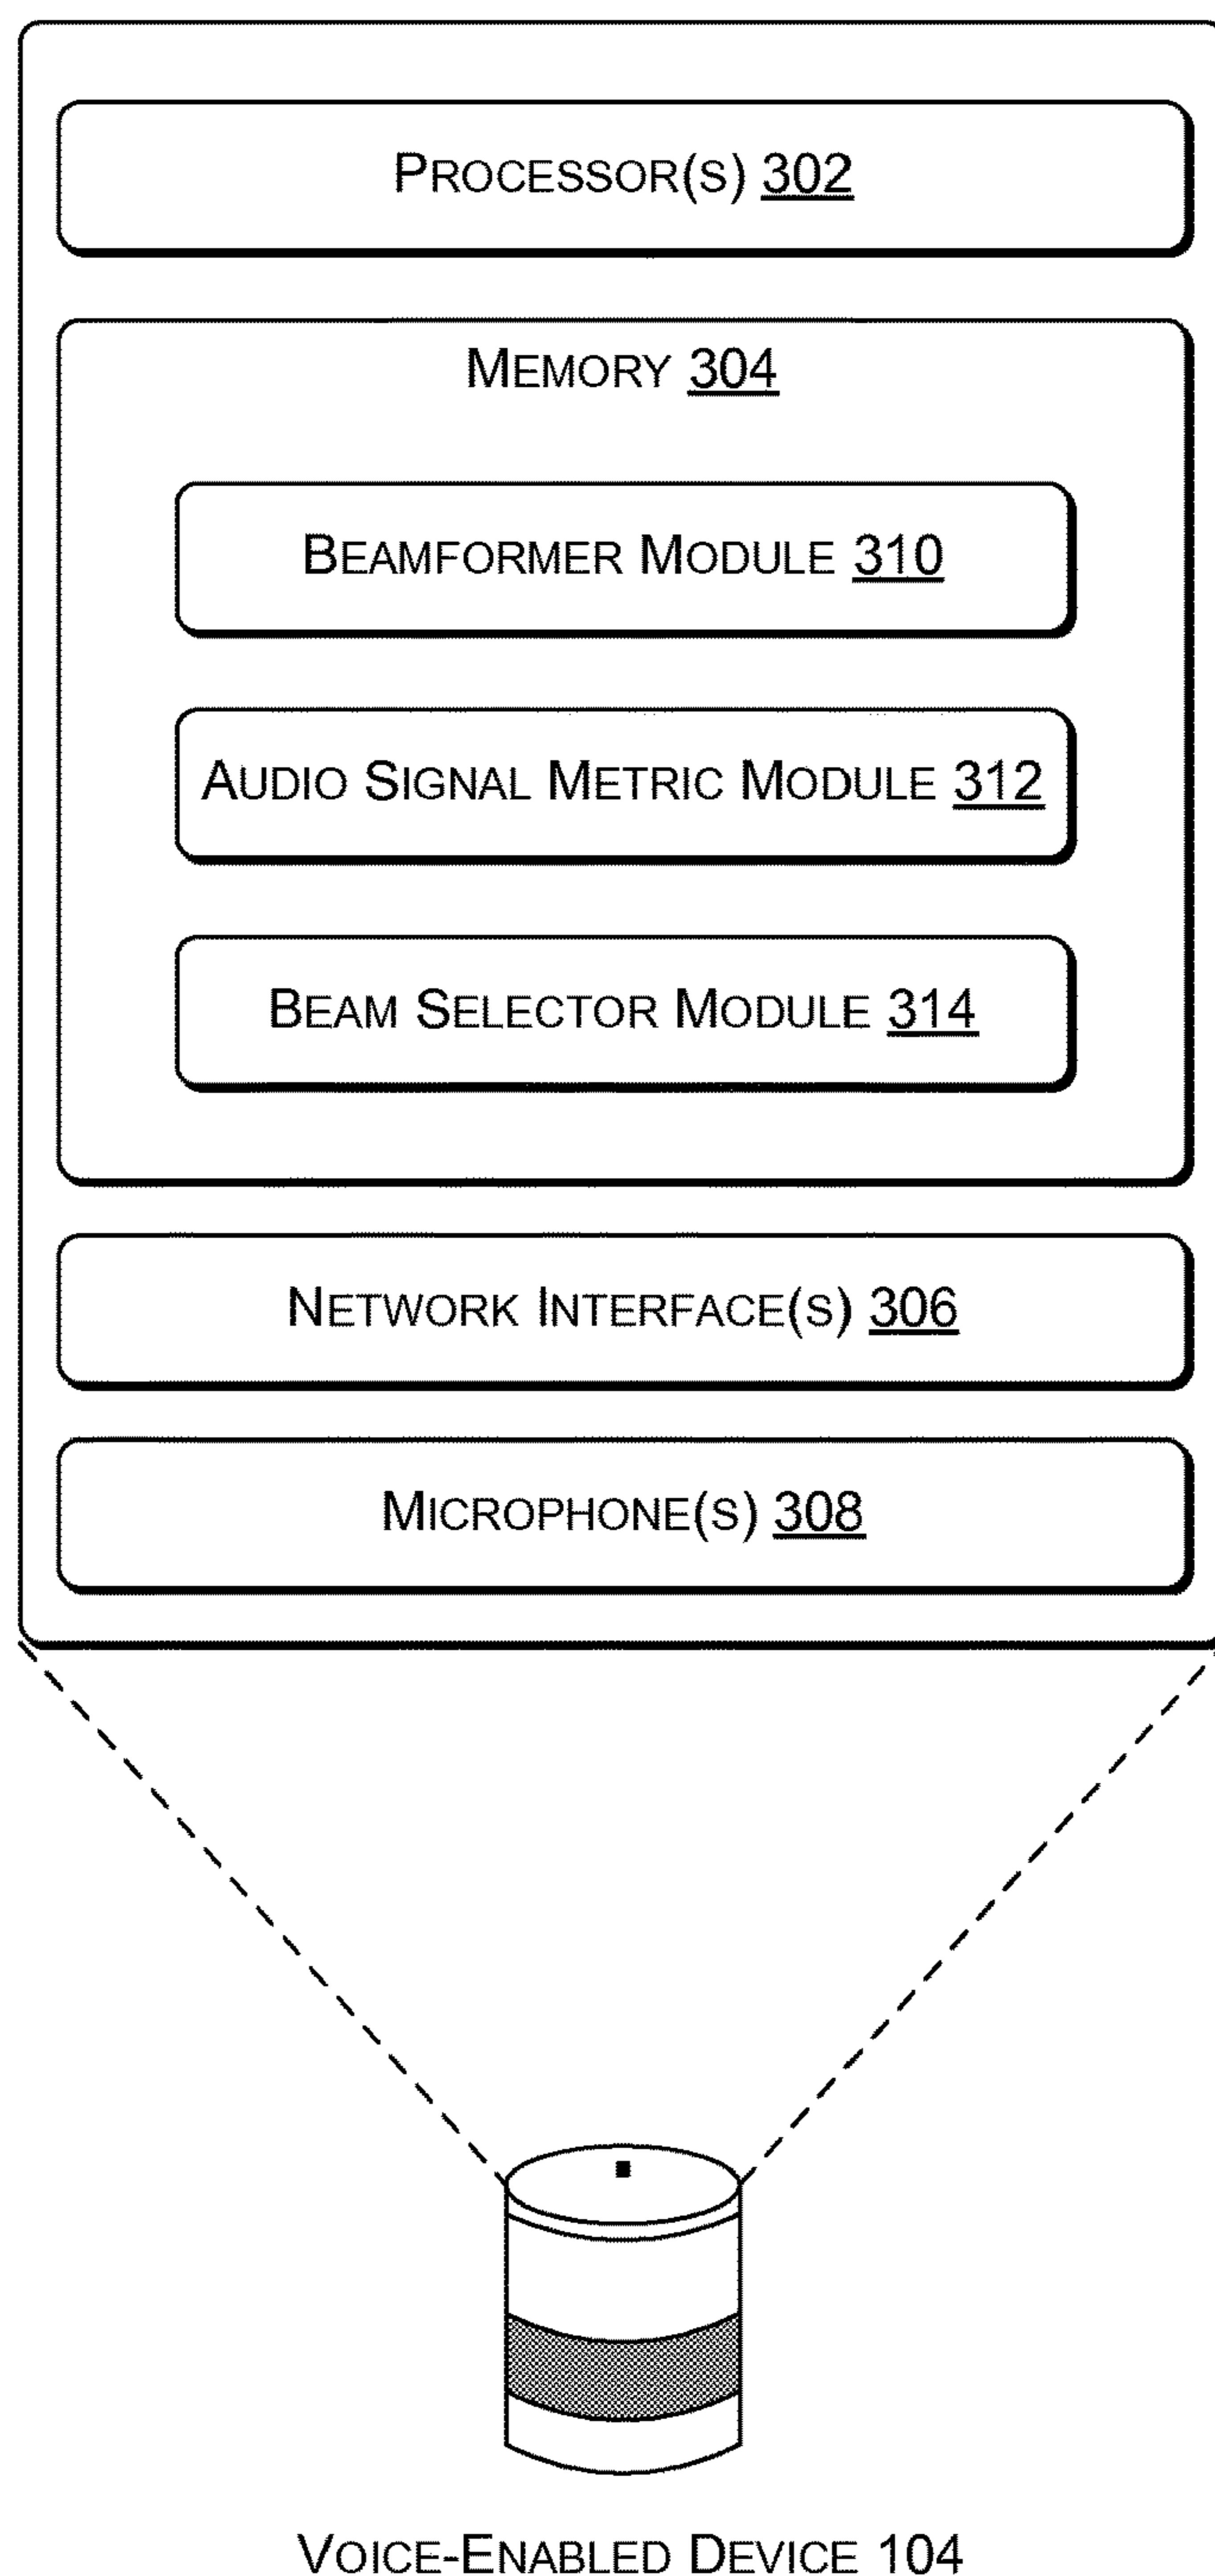 PROCESSOR(S) 302
MEMORY 304
BEAMFORMER MODULE 310
AUDIO SIGNAL METRIC MODULE 312
BEAM SELECTOR MODULE 314
NETWORK INTERFACE(S) 306
MICROPHONE(S) 308
VOICE-ENABLED DEVICE 104